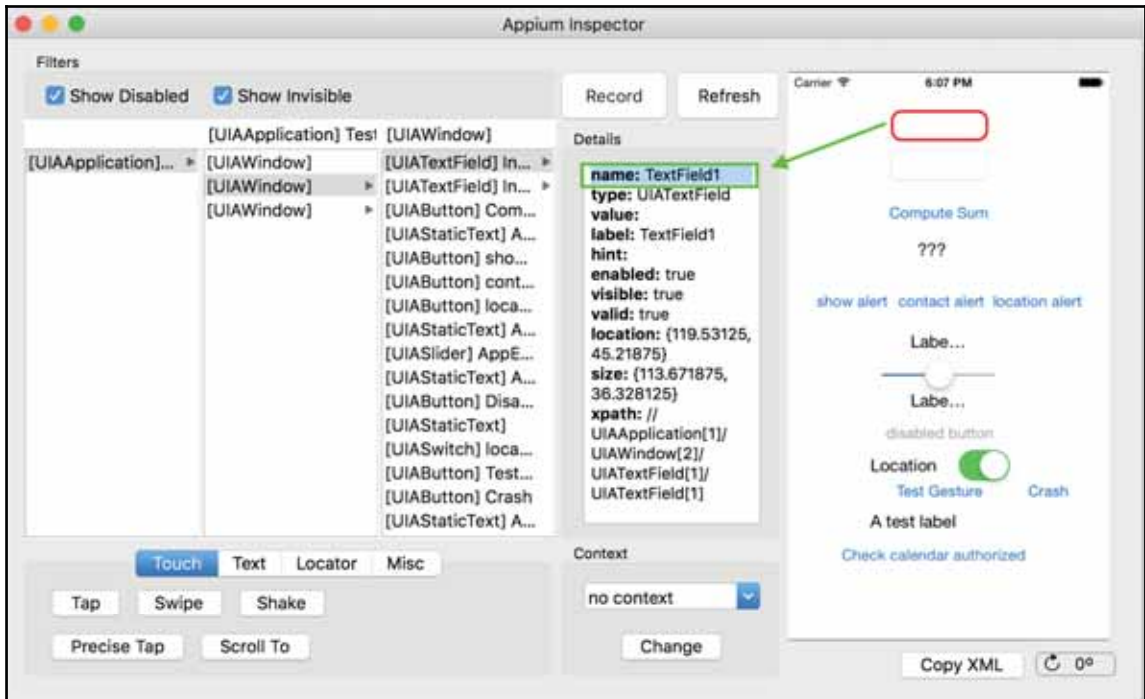 Appium Inspector
Filters
Show Disabled
Show Invisible
[UIAApplication] Test
[UIAWindow]
[UIAApplication]...
[UIAWindow]
[UIAWindow]
[UIAWindow]
[UIATextField] In...
[UIATextField] In...
[UIAButton] Com...
[UIAStaticText] A...
[UIAButton] sho...
[UIAButton] cont...
[UIAButton] loca...
[UIAStaticText] A...
[UIASlider] AppE...
[UIAStaticText] A...
[UIAButton] Disa...
[UIAStaticText]
[UIASwitch] loca...
[UIAButton] Test...
[UIAButton] Crash
[UIAStaticText] A...
Touch
Text
Locator
Misc
Tap
Swipe
Shake
Precise Tap
Scroll To
Record
Refresh
Details
name: TextField1
type: UIATextField
value:
label: TextField1
hint:
enabled: true
visible: true
valid: true
location: {119.53125,
45.21875}
size: {113.671875,
36.328125}
xpath: //
UIAApplication[1]/
UIAWindow[2]/
UIATextField[1]/
UIATextField[1]
Context
no context
Change
Carrier
6:07 PM
Compute Sum
???
show alert
contact alert
location alert
Labe...
Labe...
disabled button
Location
Test Gesture
Crash
A test label
Check calendar authorized
Copy XML
0°